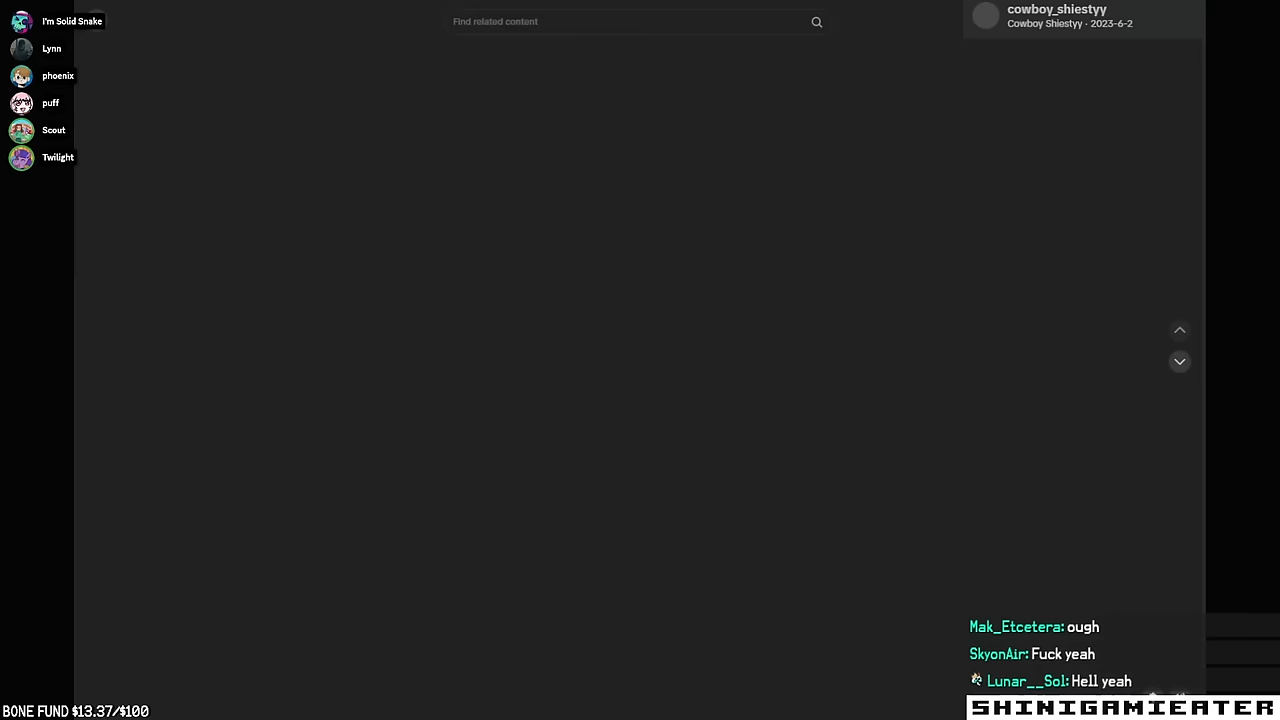 I'm Solid Snake
Lynn
phoenix
puff
Scout
Twilight
Find related content
cowboy_shiestyy
Cowboy Shiestyy · 2023-6-2
Mak_Etcetera: ough
SkyonAir: Fuck yeah
Lunar__Sol: Hell yeah
BONE FUND $13.37/$100
SHINIGAMIEATER